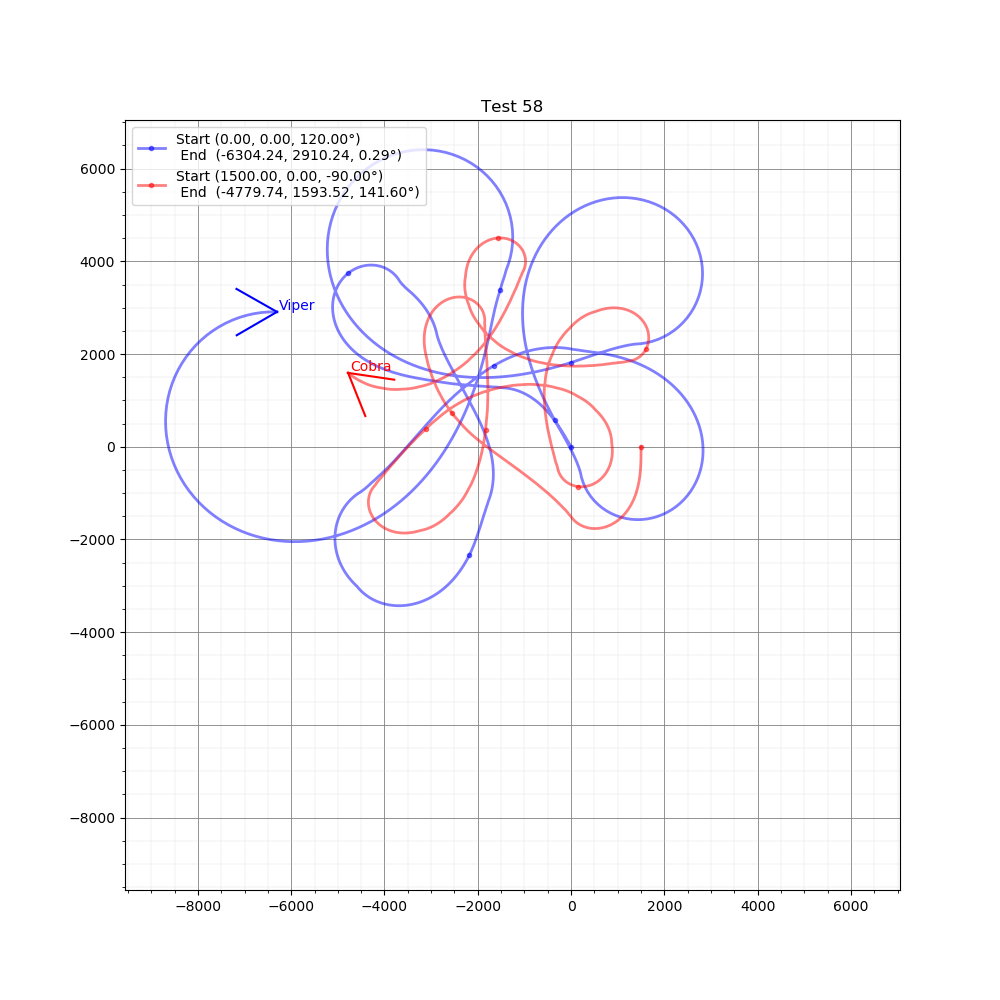 Test 58
Start (0.00, 0.00, 120.00°)
End (-6304.24, 2910.24, 0.29°)
Start (1500.00, 0.00, -90.00°)
End (-4779.74, 1593.52, 141.60°)
6000
4000
2000
0
−2000
−4000
−6000
−8000
Viper
Cobra
−8000 −6000 −4000 −2000 0 2000 4000 6000